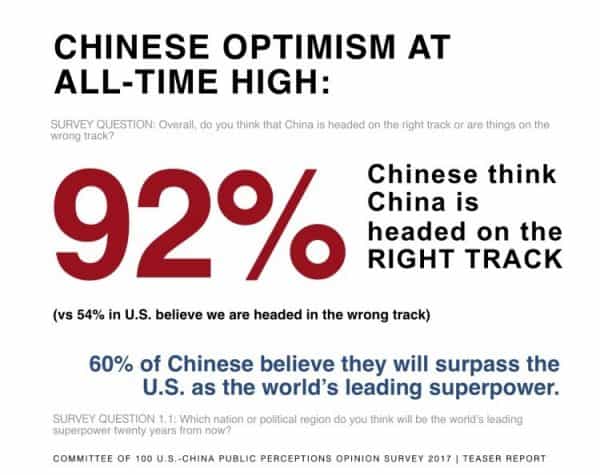 CHINESE OPTIMISM AT
ALL-TIME HIGH:
SURVEY QUESTION: Overall, do you think that China is headed on the right track or are things on the
wrong track?
92%
Chinese think
China is
headed on the
RIGHT TRACK
(vs 54% in U.S. believe we are headed in the wrong track)
60% of Chinese believe they will surpass the
U.S. as the world's leading superpower.
SURVEY QUESTION 1.1: Which nation or political region do you think will be the world's leading
superpower twenty years from now?
COMMITTEE OF 100 U.S.-CHINA PUBLIC PERCEPTIONS OPINION SURVEY 2017 | TEASER REPORT